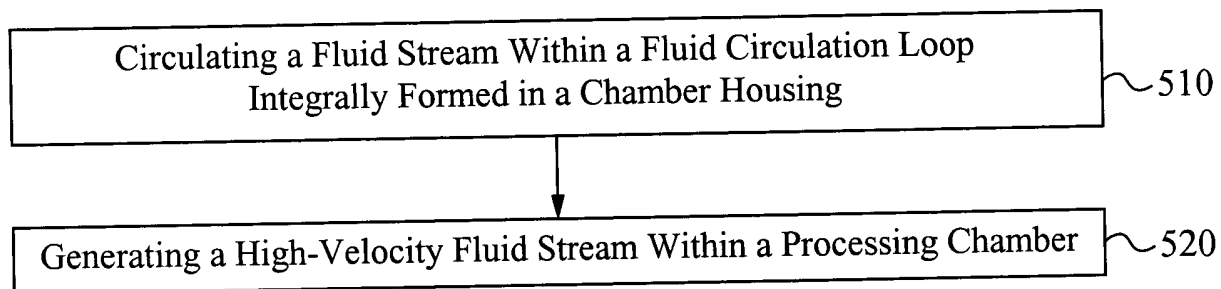 Circulating a Fluid Stream Within a Fluid Circulation Loop
Integrally Formed in a Chamber Housing
510
Generating a High-Velocity Fluid Stream Within a Processing Chamber
520